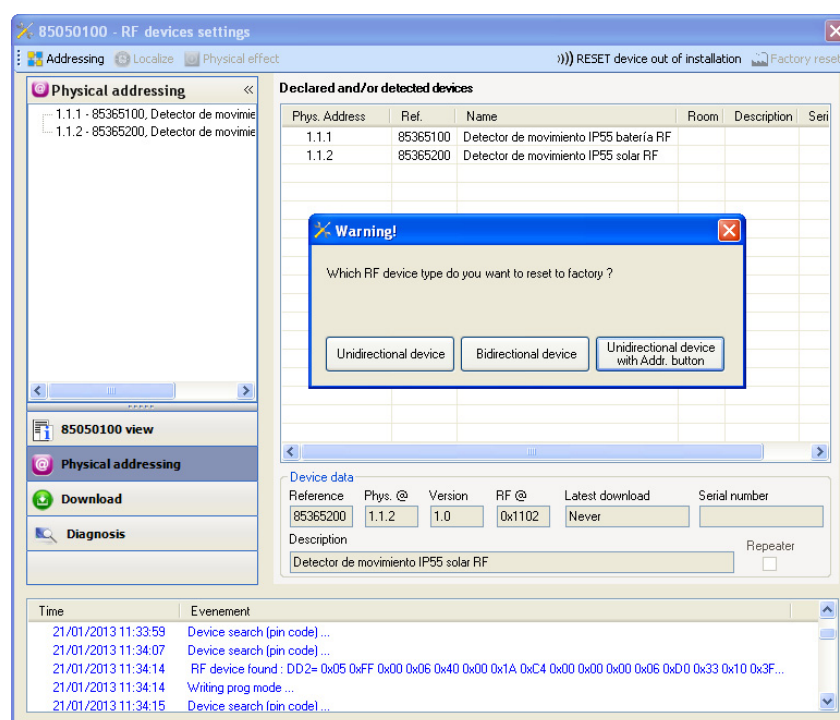 85050100 - RF devices settings
Addressing Localize Physical effect ))) RESET device out of installation Factory reset
Physical addressing «
1.1.1 - 85365100, Detector de movimie
1.1.2 - 85365200, Detector de movimie
Declared and/or detected devices
Phys. Address Ref. Name Room Description Seri
1.1.1 85365100 Detector de movimiento IP55 batería RF
1.1.2 85365200 Detector de movimiento IP55 solar RF
Warning!
Which RF device type do you want to reset to factory ?
Unidirectional device
Bidirectional device
Unidirectional device
with Addr. button
85050100 view
Physical addressing
Download
Diagnosis
Device data
Reference Phys. @ Version RF @ Latest download Serial number
85365200 1.1.2 1.0 0x1102 Never
Description
Repeater
Detector de movimiento IP55 solar RF
Time Evenement
21/01/2013 11:33:59 Device search (pin code) ...
21/01/2013 11:34:07 Device search (pin code) ...
21/01/2013 11:34:14 RF device found : DD2= 0x05 0xFF 0x00 0x06 0x40 0x00 0x1A 0xC4 0x00 0x00 0x00 0x06 0xD0 0x33 0x10 0x3F...
21/01/2013 11:34:14 Writing prog mode ...
21/01/2013 11:34:15 Device search (pin code) ...